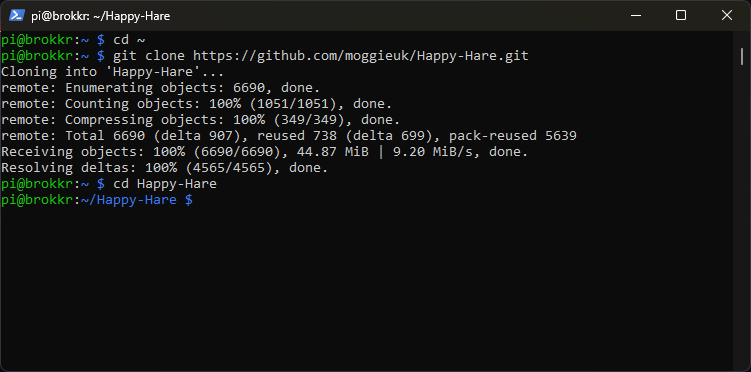 pi@brokkr: ~/Happy-Hare
pi@brokkr:~ $ cd ~
pi@brokkr:~ $ git clone https://github.com/moggieuk/Happy-Hare.git
Cloning into 'Happy-Hare'...
remote: Enumerating objects: 6690, done.
remote: Counting objects: 100% (1051/1051), done.
remote: Compressing objects: 100% (349/349), done.
remote: Total 6690 (delta 907), reused 738 (delta 699), pack-reused 5639
Receiving objects: 100% (6690/6690), 44.87 MiB | 9.20 MiB/s, done.
Resolving deltas: 100% (4565/4565), done.
pi@brokkr:~ $ cd Happy-Hare
pi@brokkr:~/Happy-Hare $